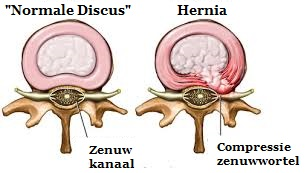 "Normale Discus"
Hernia
Zenuw
kanaal
Compressie
zenuwwortel